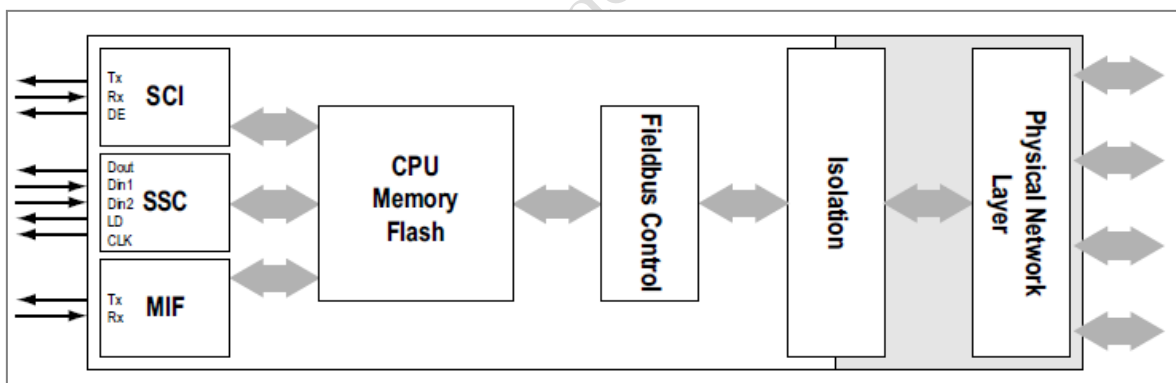 Tx
Rx
DE
SCI
Dout
Din1
Din2
LD
CLK
SSC
Tx
Rx
MIF
CPU
Memory
Flash
Fieldbus Control
Isolation
Physical Network
Layer